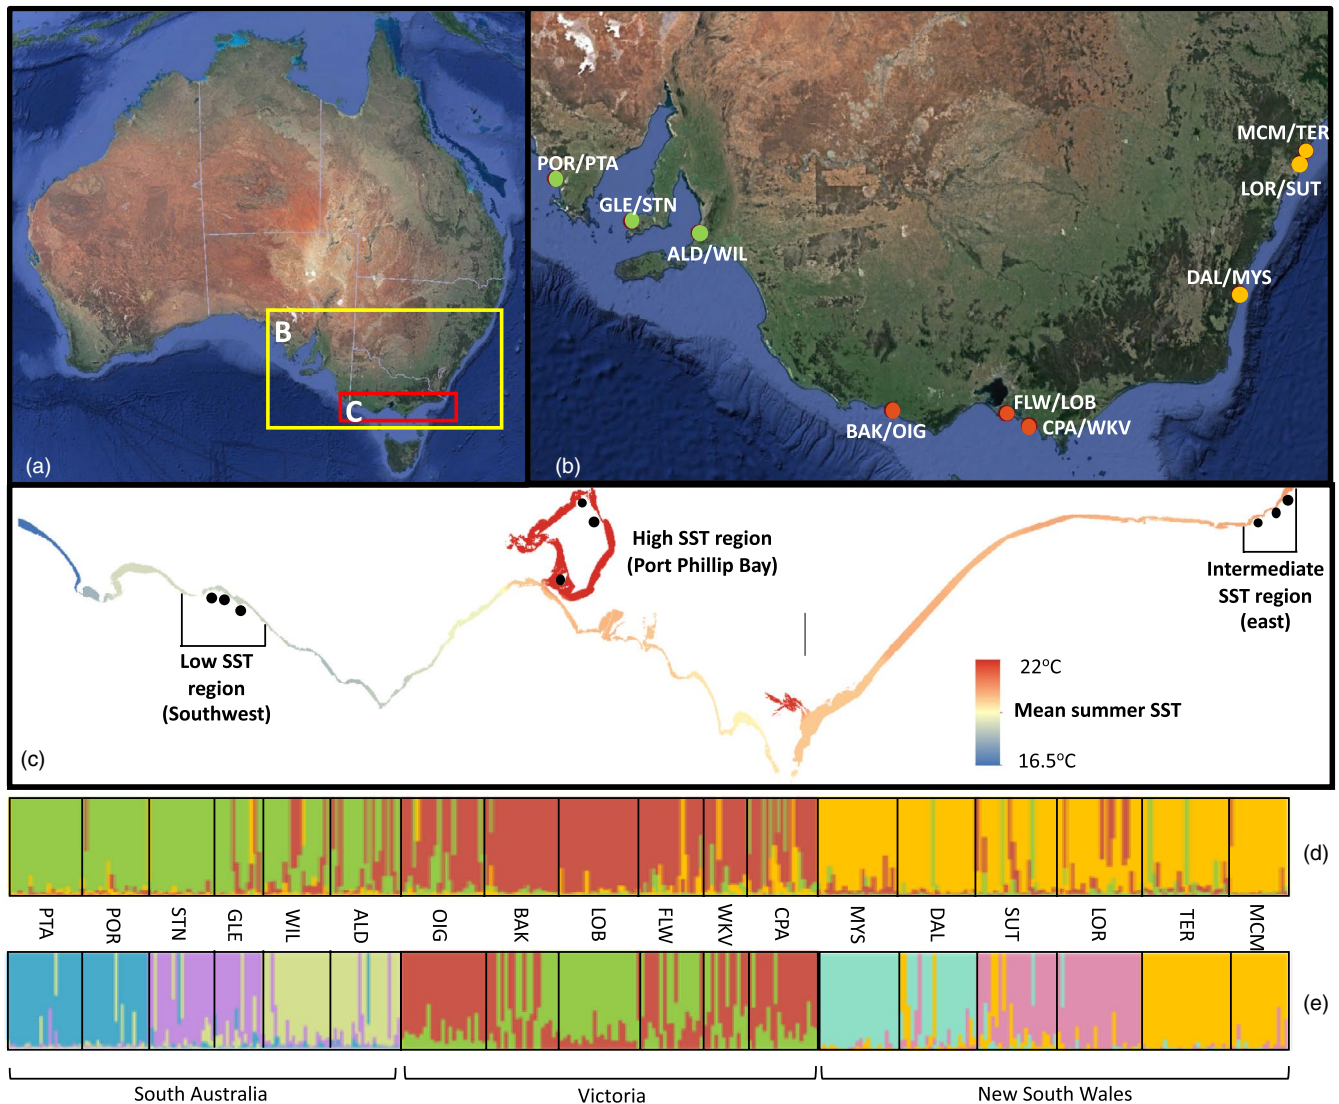 B
C
(a)
POR/PTA
GLE/STN
ALD/WIL
MCM/TER
LOR/SUT
DAL/MYS
BAK/OIG
FLW/LOB
CPA/WKV
(b)
High SST region
(Port Phillip Bay)
Low SST
region
(Southwest)
Intermediate
SST region
(east)
22°C
Mean summer SST
16.5°C
(c)
(d)
PTA
POR
STN
GLE
WIL
ALD
OIG
BAK
LOB
FLW
WKV
CPA
MYS
DAL
SUT
LOR
TER
MCM
(e)
South Australia
Victoria
New South Wales